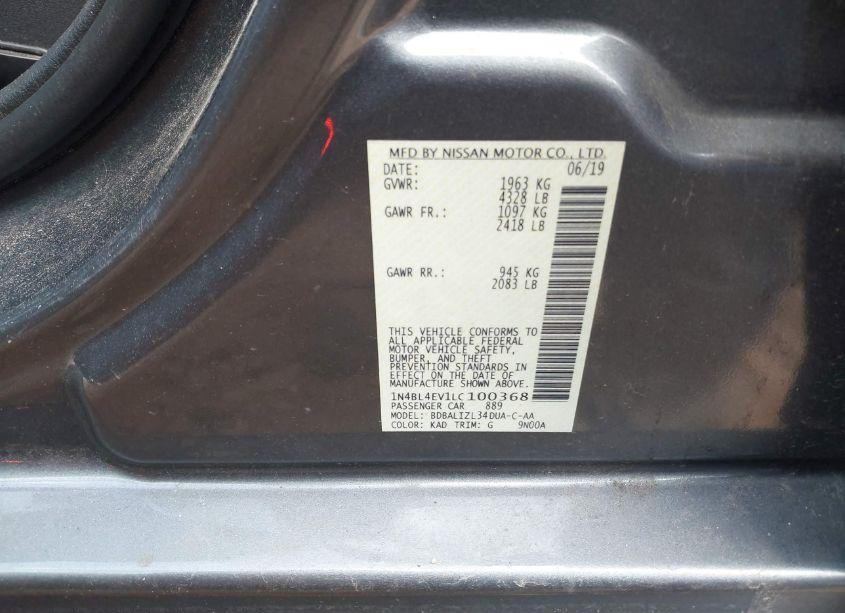 MFD BY NISSAN MOTOR CO., LTD.
DATE: 06/19
GVWR: 1963 KG
4328 LB
GAWR FR.: 1097 KG
2418 LB
GAWR RR.: 945 KG
2083 LB
THIS VEHICLE CONFORMS TO
ALL APPLICABLE FEDERAL
MOTOR VEHICLE SAFETY,
BUMPER, AND THEFT
PREVENTION STANDARDS IN
EFFECT ON THE DATE OF
MANUFACTURE SHOWN ABOVE.
1N4BL4EV1LC100368
PASSENGER CAR 889
MODEL: BDBALIZL34DUA-C-AA
COLOR: KAD TRIM: G 9N00A